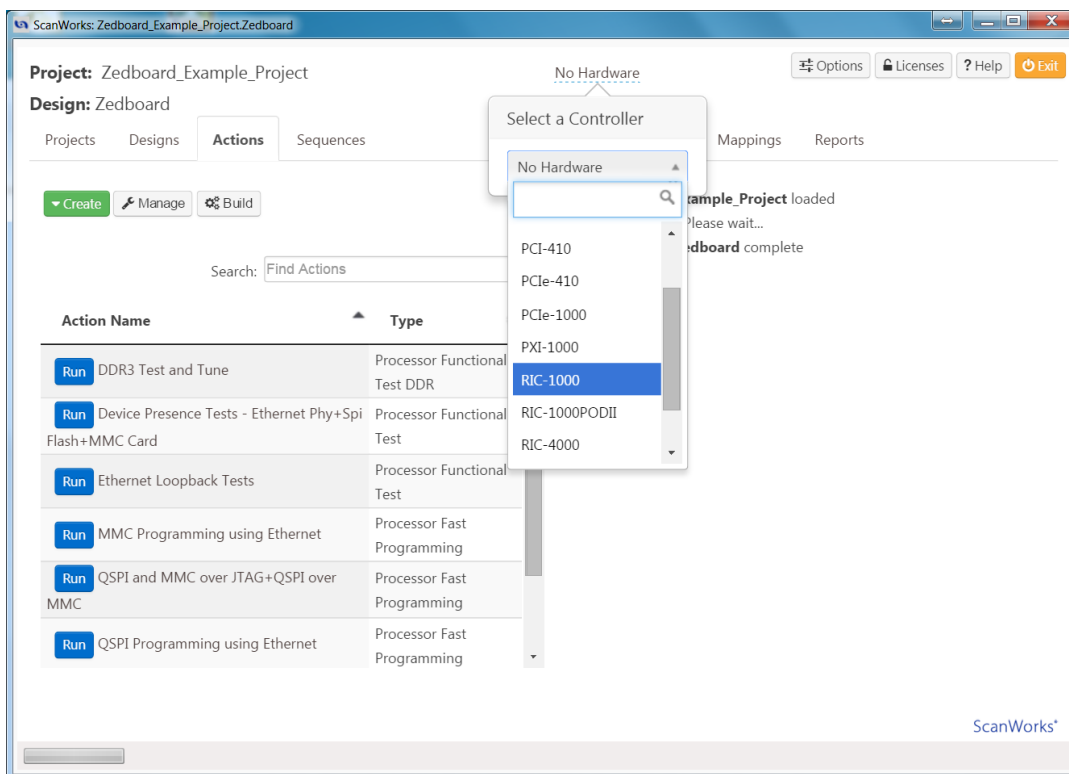 ScanWorks: Zedboard_Example_Project.Zedboard
Project: Zedboard_Example_Project
No Hardware
Options
Licenses
? Help
Exit
Design: Zedboard
Select a Controller
Projects
Designs
Actions
Sequences
Mappings
Reports
No Hardware
Create
Manage
Build
xample_Project loaded
Please wait...
edboard complete
Search: Find Actions
PCI-410
PCIe-410
PCIe-1000
PXI-1000
RIC-1000
RIC-1000PODII
RIC-4000
Action Name
Type
Run DDR3 Test and Tune
Processor Functional
Test DDR
Run Device Presence Tests - Ethernet Phy+Spi
Flash+MMC Card
Processor Functional
Test
Run Ethernet Loopback Tests
Processor Functional
Test
Run MMC Programming using Ethernet
Processor Fast
Programming
Run QSPI and MMC over JTAG+QSPI over
MMC
Processor Fast
Programming
Run QSPI Programming using Ethernet
Processor Fast
Programming
ScanWorks